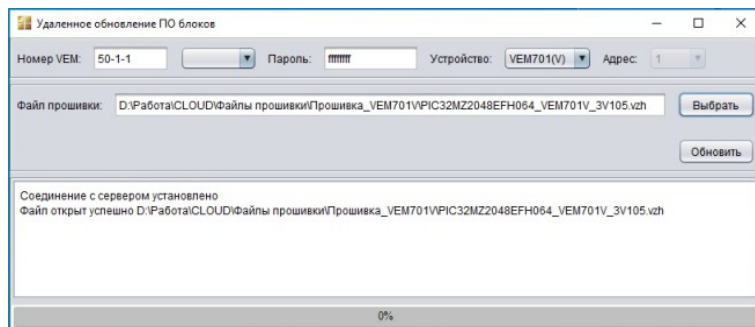 Удаленное обновление ПО блоков
Номер VEM: 50-1-1 Пароль: ffffffff Устройство: VEM701(V) Адрес: 1
Файл прошивки: D:\Работа\CLOUD\Файлы прошивки\Прошивка_VEM701V\PIC32MZ2048EFH064_VEM701V_3V105.vzh Выбрать
Обновить
Соединение с сервером установлено
Файл открыт успешно D:\Работа\CLOUD\Файлы прошивки\Прошивка_VEM701V\PIC32MZ2048EFH064_VEM701V_3V105.vzh
0%